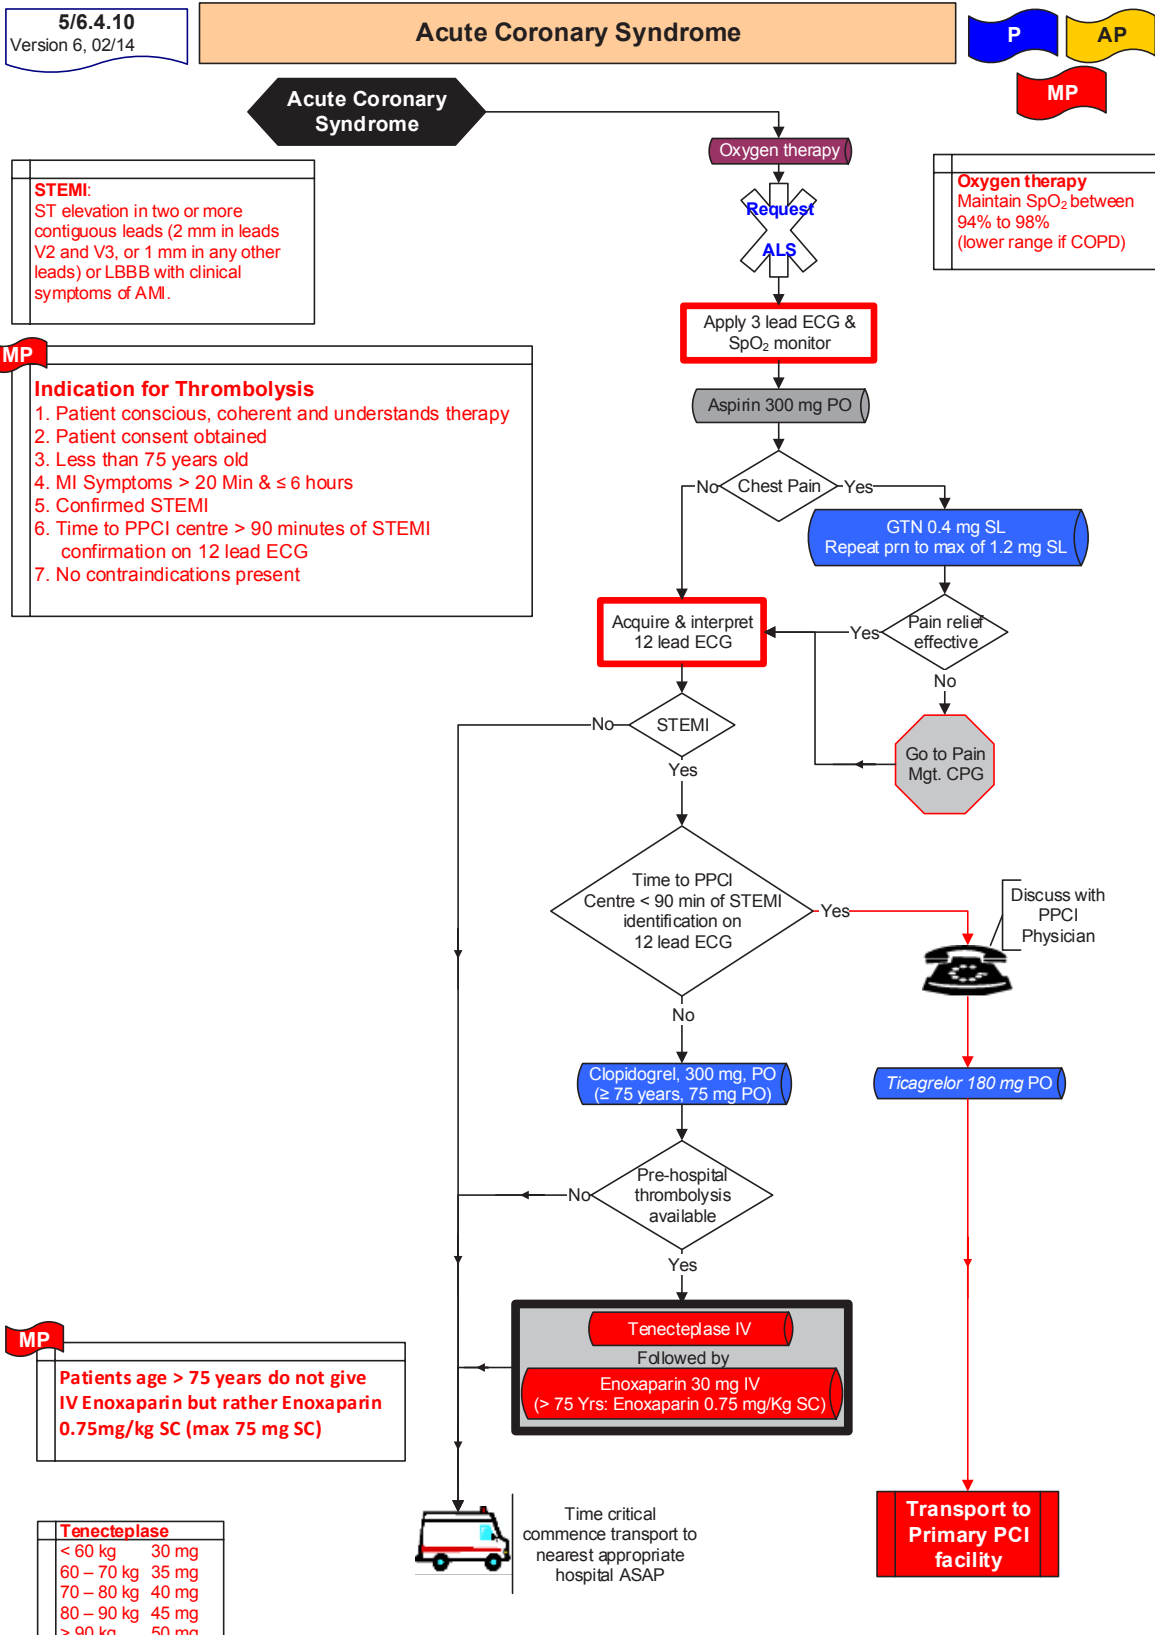 5/6.4.10
Version 6, 02/14
Acute Coronary Syndrome
P
AP
MP
Acute Coronary
Syndrome
Oxygen therapy
Request
ALS
STEMI:
ST elevation in two or more
contiguous leads (2 mm in leads
V2 and V3, or 1 mm in any other
leads) or LBBB with clinical
symptoms of AMI.
Oxygen therapy
Maintain SpO₂ between
94% to 98%
(lower range if COPD)
Apply 3 lead ECG &
SpO₂ monitor
MP
Indication for Thrombolysis
1. Patient conscious, coherent and understands therapy
2. Patient consent obtained
3. Less than 75 years old
4. MI Symptoms > 20 Min & ≤ 6 hours
5. Confirmed STEMI
6. Time to PPCI centre > 90 minutes of STEMI
confirmation on 12 lead ECG
7. No contraindications present
Aspirin 300 mg PO
No
Chest Pain
Yes
GTN 0.4 mg SL
Repeat prn to max of 1.2 mg SL
Acquire & interpret
12 lead ECG
Yes
Pain relief
effective
No
Go to Pain
Mgt. CPG
No
STEMI
Yes
Time to PPCI
Centre < 90 min of STEMI
identification on
12 lead ECG
Yes
Discuss with
PPCI
Physician
No
Clopidogrel, 300 mg, PO
(≥ 75 years, 75 mg PO)
Ticagrelor 180 mg PO
No
Pre-hospital
thrombolysis
available
Yes
Tenecteplase IV
Followed by
Enoxaparin 30 mg IV
(> 75 Yrs: Enoxaparin 0.75 mg/Kg SC)
MP
Patients age > 75 years do not give
IV Enoxaparin but rather Enoxaparin
0.75mg/kg SC (max 75 mg SC)
Time critical
commence transport to
nearest appropriate
hospital ASAP
Transport to
Primary PCI
facility
Tenecteplase
< 60 kg 30 mg
60 – 70 kg 35 mg
70 – 80 kg 40 mg
80 – 90 kg 45 mg
> 90 kg 50 mg